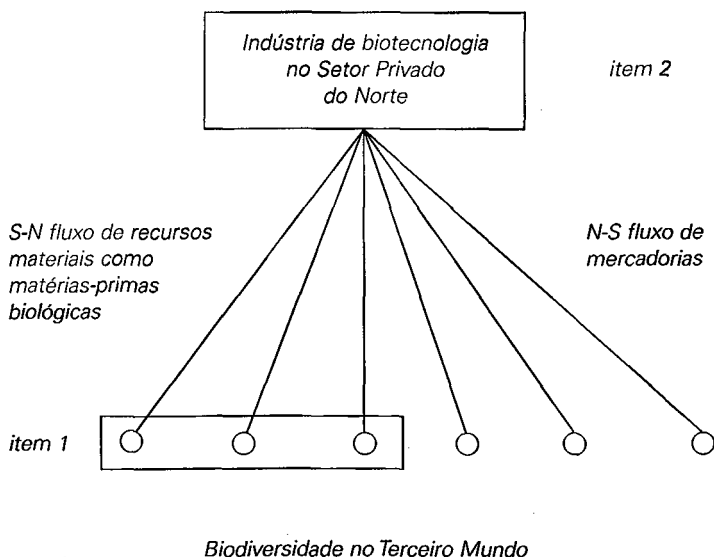 Indústria de biotecnologia
no Setor Privado
do Norte
item 2
S-N fluxo de recursos
materiais como
matérias-primas
biológicas
N-S fluxo de
mercadorias
item 1
Biodiversidade no Terceiro Mundo